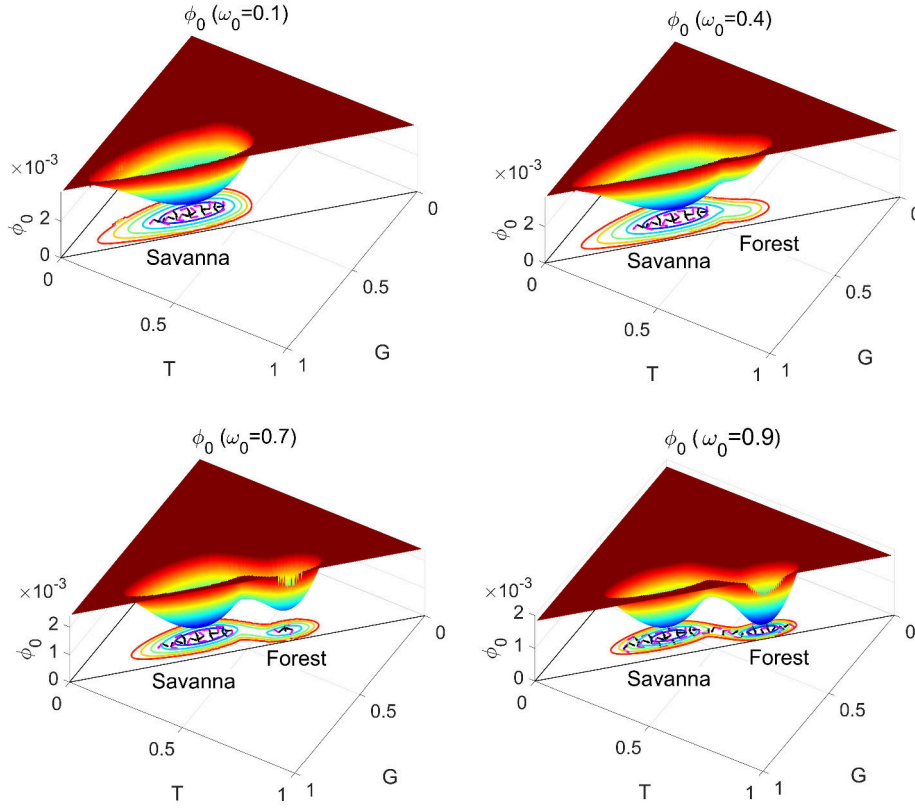 ϕ₀ (ω₀=0.1)
×10⁻³
2
0
ϕ₀
0
0.5
1
T
0
0.5
1
G
Savanna
ϕ₀ (ω₀=0.4)
×10⁻³
2
0
ϕ₀
0
0.5
1
T
0
0.5
1
G
Savanna
Forest
ϕ₀ (ω₀=0.7)
×10⁻³
2
1
0
ϕ₀
0
0.5
1
T
0
0.5
1
G
Savanna
Forest
ϕ₀ ( ω₀=0.9)
×10⁻³
2
1
0
ϕ₀
0
0.5
1
T
0
0.5
1
G
Savanna
Forest